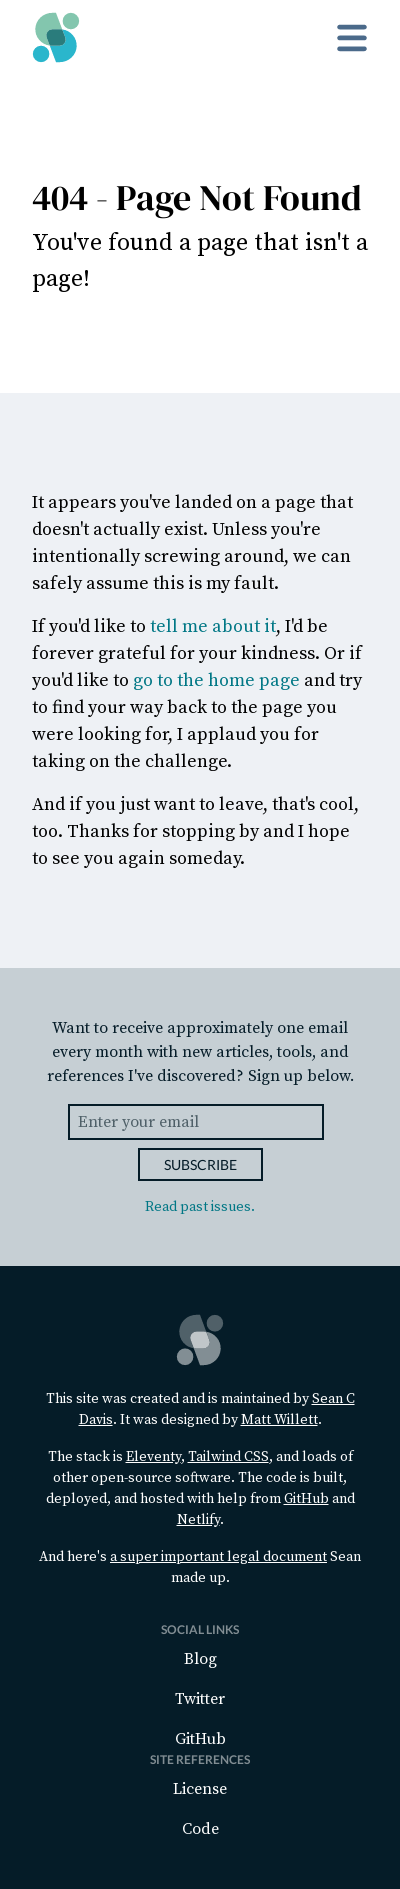 404 - Page Not Found
You've found a page that isn't a
page!
It appears you've landed on a page that
doesn't actually exist. Unless you're
intentionally screwing around, we can
safely assume this is my fault.
If you'd like to tell me about it, I'd be
forever grateful for your kindness. Or if
you'd like to go to the home page and try
to find your way back to the page you
were looking for, I applaud you for
taking on the challenge.
And if you just want to leave, that's cool,
too. Thanks for stopping by and I hope
to see you again someday.
Want to receive approximately one email
every month with new articles, tools, and
references I've discovered? Sign up below.
Enter your email
SUBSCRIBE
Read past issues.
This site was created and is maintained by Sean C
Davis. It was designed by Matt Willett.
The stack is Eleventy, Tailwind CSS, and loads of
other open-source software. The code is built,
deployed, and hosted with help from GitHub and
Netlify.
And here's a super important legal document Sean
made up.
SOCIAL LINKS
Blog
Twitter
GitHub
SITE REFERENCES
License
Code